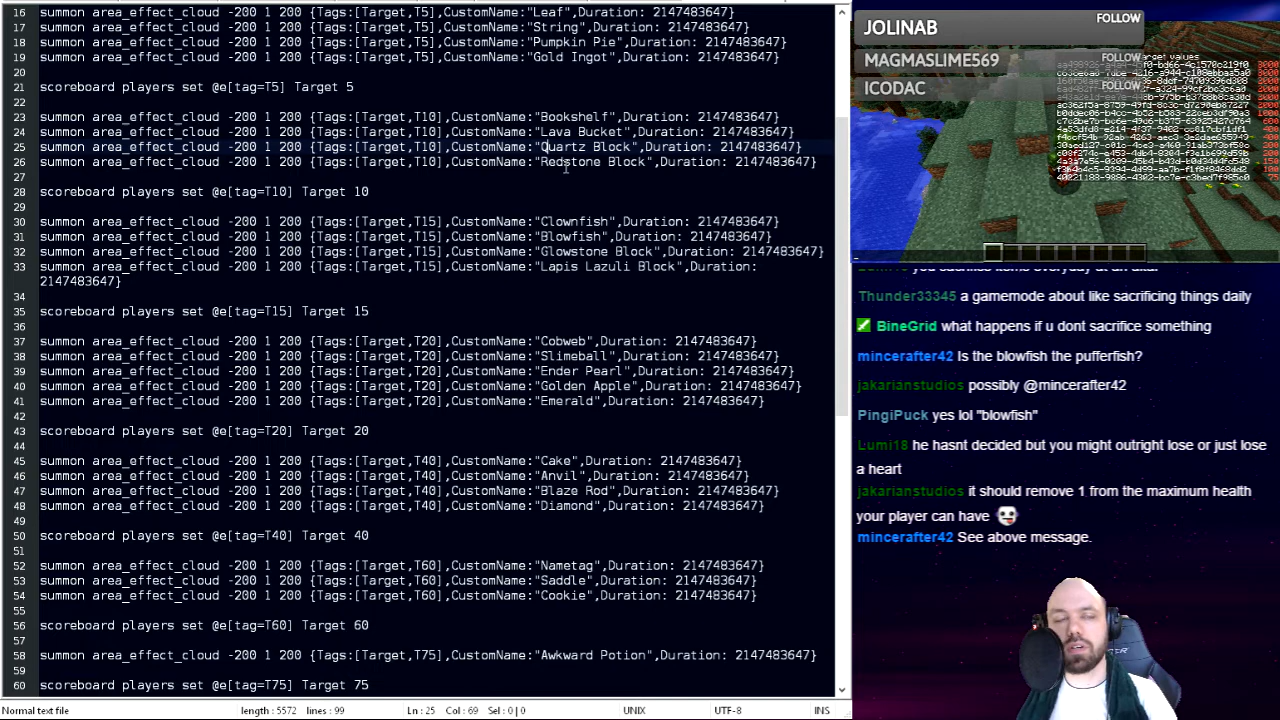 16 summon area_effect_cloud -200 1 200 {Tags:[Target,T5],CustomName:"Leaf",Duration: 2147483647}
17 summon area_effect_cloud -200 1 200 {Tags:[Target,T5],CustomName:"String",Duration: 2147483647}
18 summon area_effect_cloud -200 1 200 {Tags:[Target,T5],CustomName:"Pumpkin Pie",Duration: 2147483647}
19 summon area_effect_cloud -200 1 200 {Tags:[Target,T5],CustomName:"Gold Ingot",Duration: 2147483647}
20
21 scoreboard players set @e[tag=T5] Target 5
22
23 summon area_effect_cloud -200 1 200 {Tags:[Target,T10],CustomName:"Bookshelf",Duration: 2147483647}
24 summon area_effect_cloud -200 1 200 {Tags:[Target,T10],CustomName:"Lava Bucket",Duration: 2147483647}
25 summon area_effect_cloud -200 1 200 {Tags:[Target,T10],CustomName:"Quartz Block",Duration: 2147483647}
26 summon area_effect_cloud -200 1 200 {Tags:[Target,T10],CustomName:"Redstone Block",Duration: 2147483647}
27
28 scoreboard players set @e[tag=T10] Target 10
29
30 summon area_effect_cloud -200 1 200 {Tags:[Target,T15],CustomName:"Clownfish",Duration: 2147483647}
31 summon area_effect_cloud -200 1 200 {Tags:[Target,T15],CustomName:"Blowfish",Duration: 2147483647}
32 summon area_effect_cloud -200 1 200 {Tags:[Target,T15],CustomName:"Glowstone Block",Duration: 2147483647}
33 summon area_effect_cloud -200 1 200 {Tags:[Target,T15],CustomName:"Lapis Lazuli Block",Duration:
2147483647}
34
35 scoreboard players set @e[tag=T15] Target 15
36
37 summon area_effect_cloud -200 1 200 {Tags:[Target,T20],CustomName:"Cobweb",Duration: 2147483647}
38 summon area_effect_cloud -200 1 200 {Tags:[Target,T20],CustomName:"Slimeball",Duration: 2147483647}
39 summon area_effect_cloud -200 1 200 {Tags:[Target,T20],CustomName:"Ender Pearl",Duration: 2147483647}
40 summon area_effect_cloud -200 1 200 {Tags:[Target,T20],CustomName:"Golden Apple",Duration: 2147483647}
41 summon area_effect_cloud -200 1 200 {Tags:[Target,T20],CustomName:"Emerald",Duration: 2147483647}
42
43 scoreboard players set @e[tag=T20] Target 20
44
45 summon area_effect_cloud -200 1 200 {Tags:[Target,T40],CustomName:"Cake",Duration: 2147483647}
46 summon area_effect_cloud -200 1 200 {Tags:[Target,T40],CustomName:"Anvil",Duration: 2147483647}
47 summon area_effect_cloud -200 1 200 {Tags:[Target,T40],CustomName:"Blaze Rod",Duration: 2147483647}
48 summon area_effect_cloud -200 1 200 {Tags:[Target,T40],CustomName:"Diamond",Duration: 2147483647}
49
50 scoreboard players set @e[tag=T40] Target 40
51
52 summon area_effect_cloud -200 1 200 {Tags:[Target,T60],CustomName:"Nametag",Duration: 2147483647}
53 summon area_effect_cloud -200 1 200 {Tags:[Target,T60],CustomName:"Saddle",Duration: 2147483647}
54 summon area_effect_cloud -200 1 200 {Tags:[Target,T60],CustomName:"Cookie",Duration: 2147483647}
55
56 scoreboard players set @e[tag=T60] Target 60
57
58 summon area_effect_cloud -200 1 200 {Tags:[Target,T75],CustomName:"Awkward Potion",Duration: 2147483647}
59
60 scoreboard players set @e[tag=T75] Target 75
Normal text file length : 5572 lines : 99 Ln : 25 Col : 69 Sel : 0 | 0 UNIX UTF-8 INS
JOLINAB FOLLOW
MAGMASLIME569 FOLLOW
ICODAC FOLLOW
values
you sacrifice items everyday at an altar
Thunder33345 a gamemode about like sacrificing things daily
BineGrid what happens if u dont sacrifice something
mincerafter42 Is the blowfish the pufferfish?
jakarianstudios possibly @mincerafter42
PingiPuck yes lol "blowfish"
Lumi18 he hasnt decided but you might outright lose or just lose
a heart
jakarianstudios it should remove 1 from the maximum health
your player can have
mincerafter42 See above message.